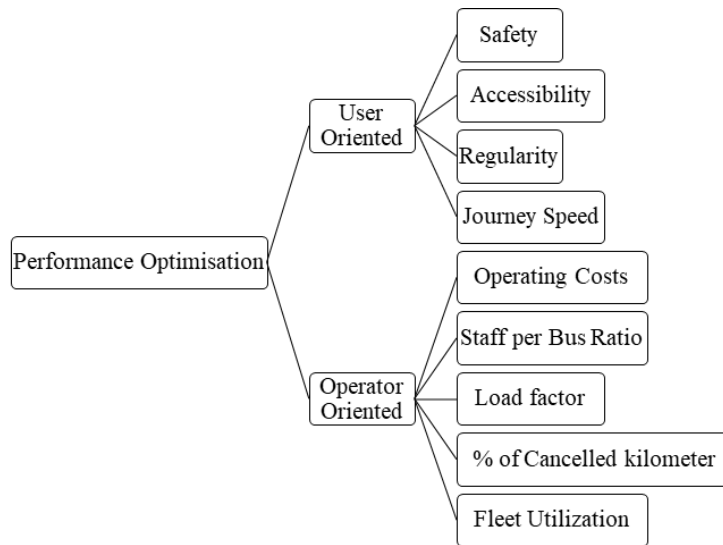 Safety
User
Oriented
Accessibility
Regularity
Journey Speed
Performance Optimisation
Operating Costs
Staff per Bus Ratio
Operator
Oriented
Load factor
% of Cancelled kilometer
Fleet Utilization